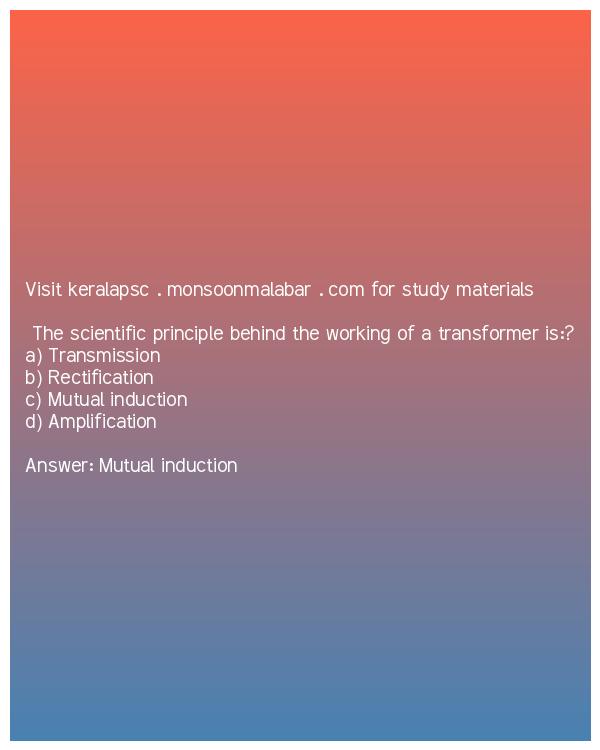 Visit keralapsc . monsoonmalabar . com for study materials
The scientific principle behind the working of a transformer is:?
a) Transmission
b) Rectification
c) Mutual induction
d) Amplification
Answer: Mutual induction